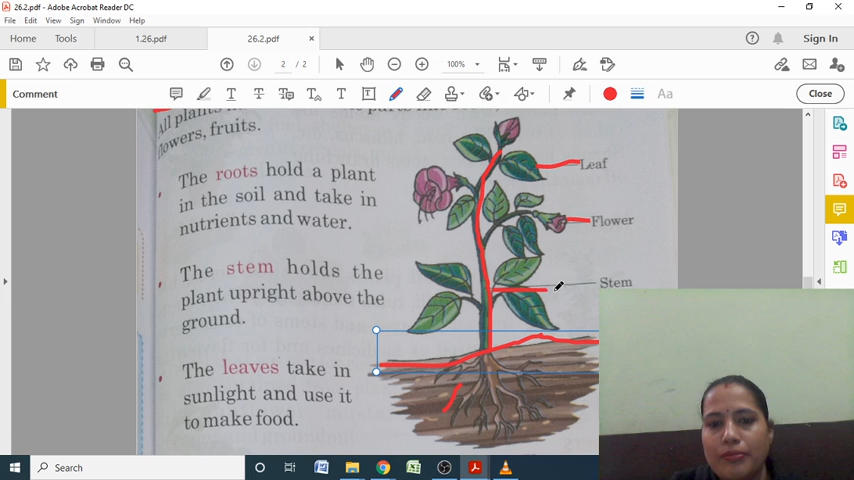 26.2.pdf - Adobe Acrobat Reader DC
File Edit View Sign Window Help
Home Tools 1.26.pdf 26.2.pdf × Sign In
2 / 2 100%
Comment T T T T T Aa Close
All plants
flowers, fruits.
The roots hold a plant
in the soil and take in
nutrients and water.
The stem holds the
plant upright above the
ground.
The leaves take in
sunlight and use it
to make food.
Leaf
Flower
Stem
Search